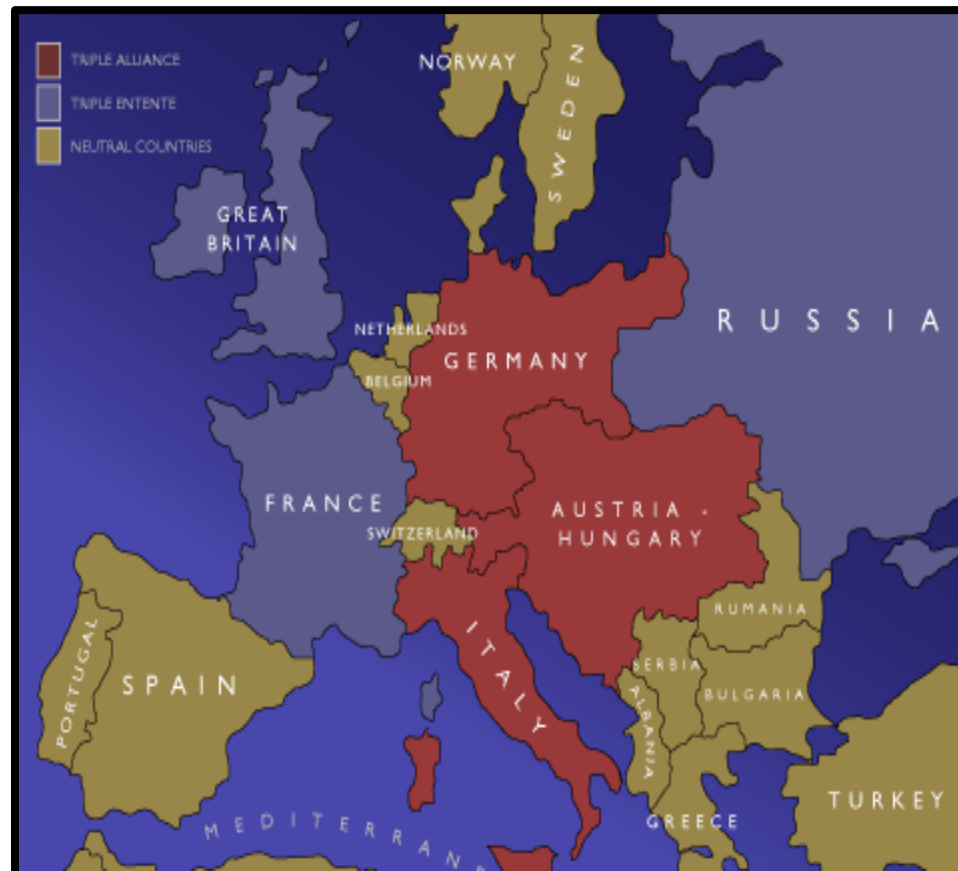 TRIPLE ALLIANCE
TRIPLE ENTENTE
NEUTRAL COUNTRIES
NORWAY
SWEDEN
GREAT
BRITAIN
NETHERLANDS
RUSSIA
GERMANY
BELGIUM
FRANCE
SWITZERLAND
AUSTRIA -
HUNGARY
RUMANIA
ITALY
SERBIA
PORTUGAL
SPAIN
BULGARIA
ALBANIA
TURKEY
GREECE
MEDITERRAN